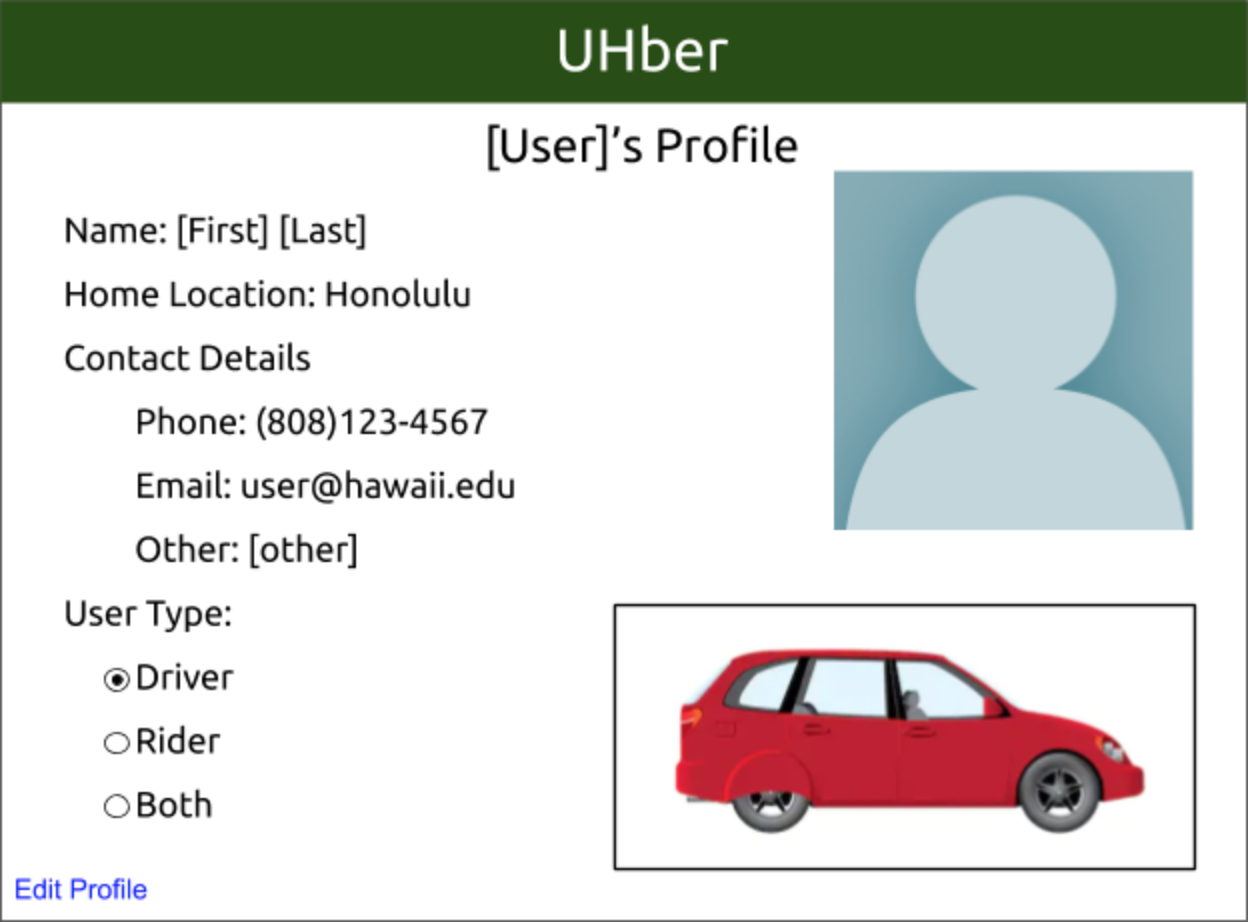 UHber
[User]’s Profile
Name: [First] [Last]
Home Location: Honolulu
Contact Details
Phone: (808)123-4567
Email: user@hawaii.edu
Other: [other]
User Type:
Driver
Rider
Both
Edit Profile